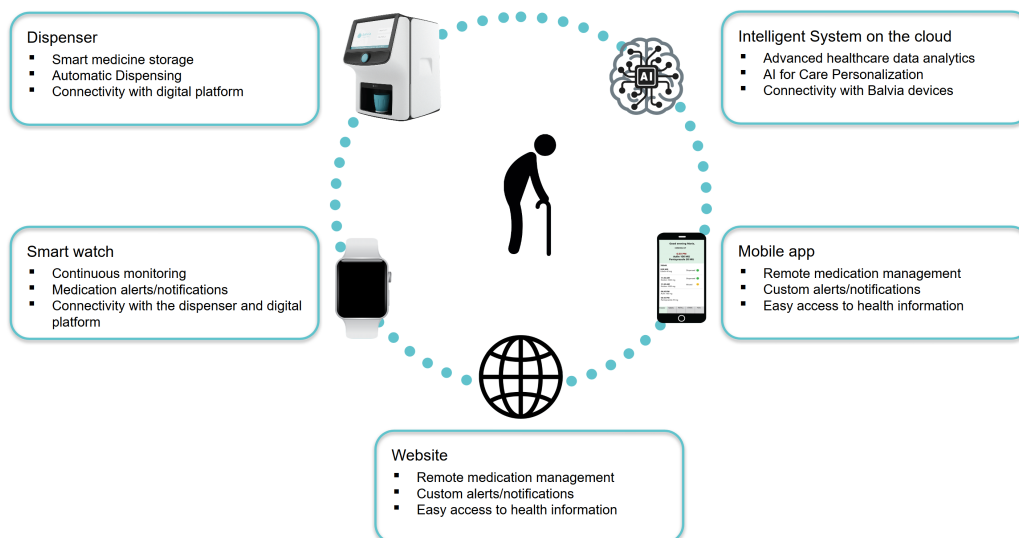 Dispenser
▪ Smart medicine storage
▪ Automatic Dispensing
▪ Connectivity with digital platform
Intelligent System on the cloud
▪ Advanced healthcare data analytics
▪ AI for Care Personalization
▪ Connectivity with Balvia devices
AI
Smart watch
▪ Continuous monitoring
▪ Medication alerts/notifications
▪ Connectivity with the dispenser and digital
platform
Mobile app
▪ Remote medication management
▪ Custom alerts/notifications
▪ Easy access to health information
Website
▪ Remote medication management
▪ Custom alerts/notifications
▪ Easy access to health information